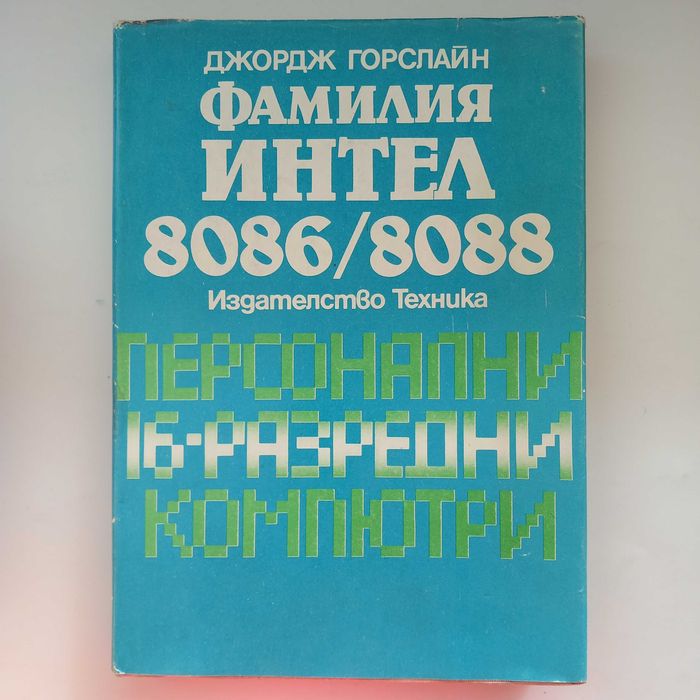 ДЖОРДЖ ГОРСЛАЙН
ФАМИЛИЯ
ИНТЕЛ
8086/8088
Издателство Техника
ПЕРСОНАЛНИ
16-РАЗРЕДНИ
КОМПЮТРИ